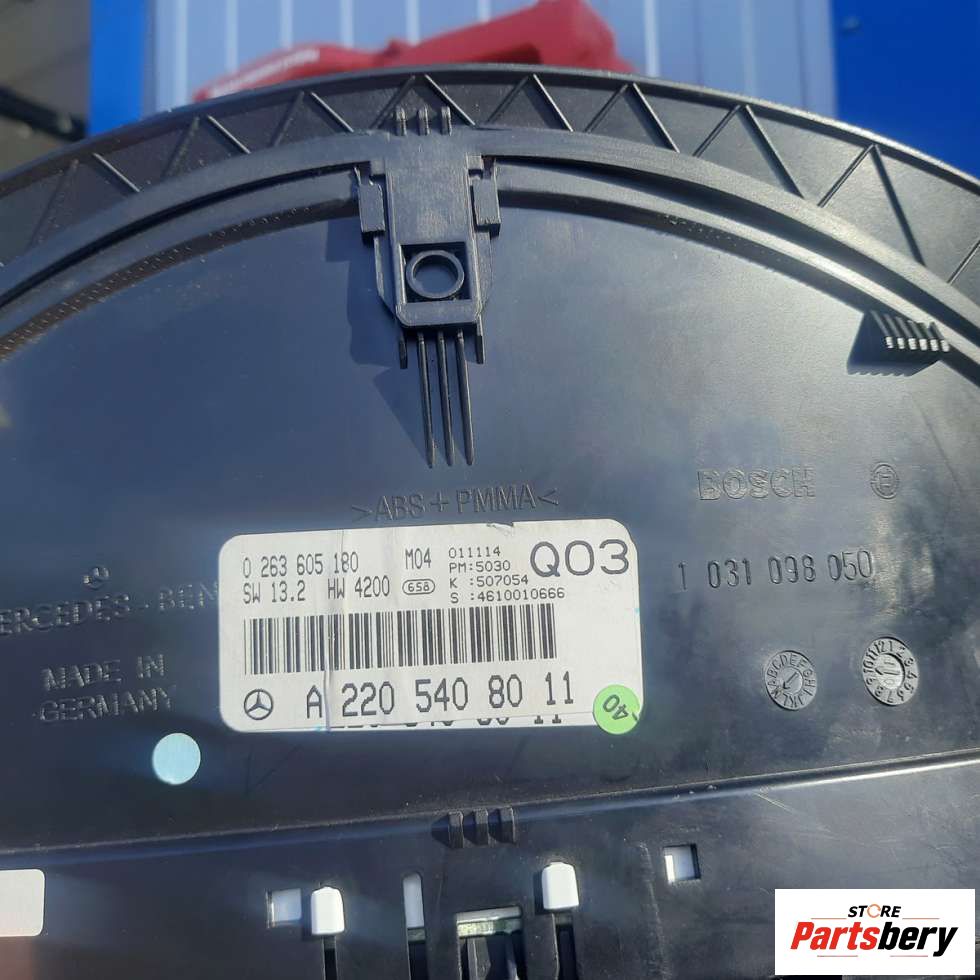 >ABS+PMMA<
BOSCH
0 263 605 180 M04 011114 Q03
PM:5030
SW 13.2 HW 4200 658 K :507054
S :4610010666
A 220 540 80 11
40
1 031 098 050
MADE IN
GERMANY
STORE
Partsbery